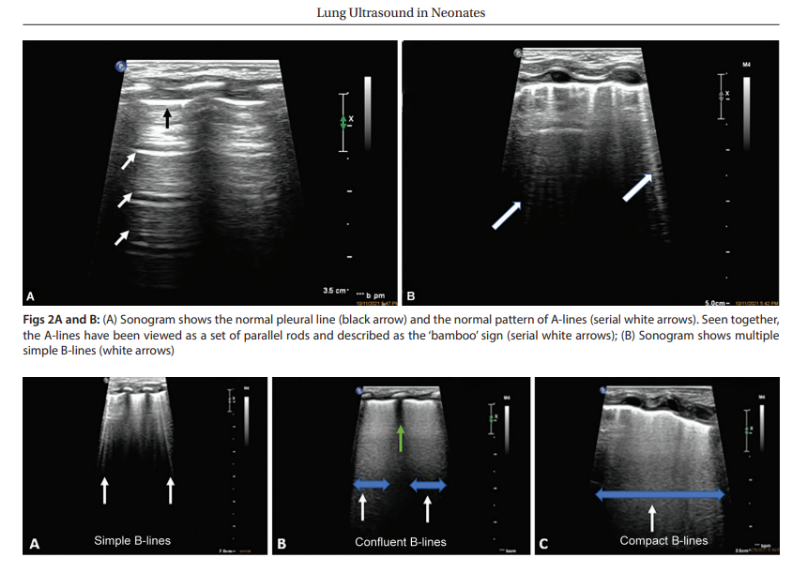 Lung Ultrasound in Neonates
M4
X
X
A
3.5 cm
B
5.0cm
Figs 2A and B: (A) Sonogram shows the normal pleural line (black arrow) and the normal pattern of A-lines (serial white arrows). Seen together,
the A-lines have been viewed as a set of parallel rods and described as the ‘bamboo’ sign (serial white arrows); (B) Sonogram shows multiple
simple B-lines (white arrows)
M4
M4
M4
A
Simple B-lines
B
Confluent B-lines
C
Compact B-lines